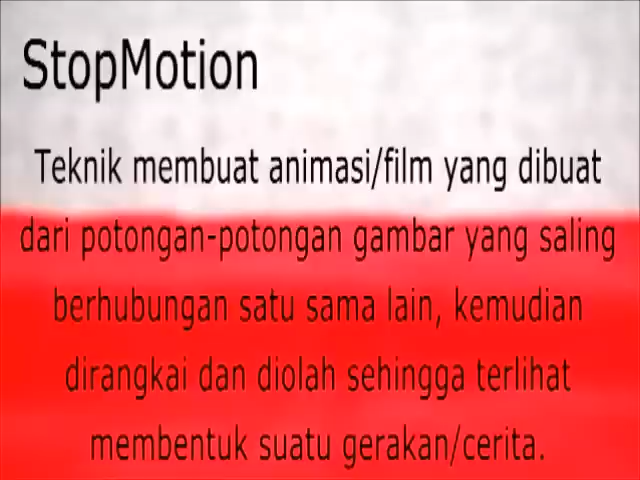 StopMotion
Teknik membuat animasi/film yang dibuat
dari potongan-potongan gambar yang saling
berhubungan satu sama lain, kemudian
dirangkai dan diolah sehingga terlihat
membentuk suatu gerakan/cerita.